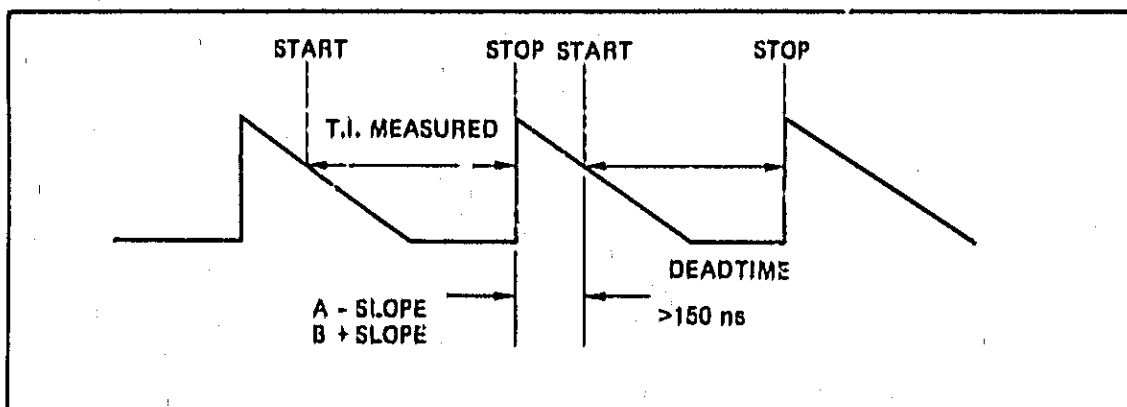 START STOP START STOP
T.I. MEASURED
DEADTIME
A - SLOPE
B + SLOPE
>150 ns